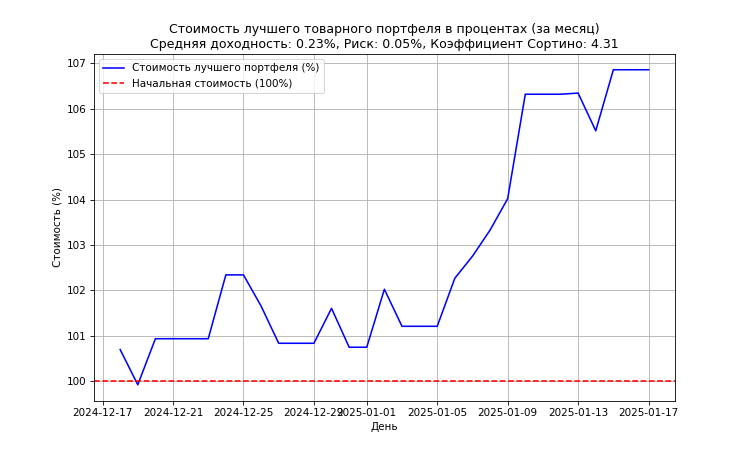 Стоимость лучшего товарного портфеля в процентах (за месяц)
Средняя доходность: 0.23%, Риск: 0.05%, Коэффициент Сортино: 4.31
Стоимость лучшего портфеля (%)
Начальная стоимость (100%)
107
106
105
104
103
102
101
100
Стоимость (%)
2024-12-17 2024-12-21 2024-12-25 2024-12-29 2025-01-01 2025-01-05 2025-01-09 2025-01-13 2025-01-17
День